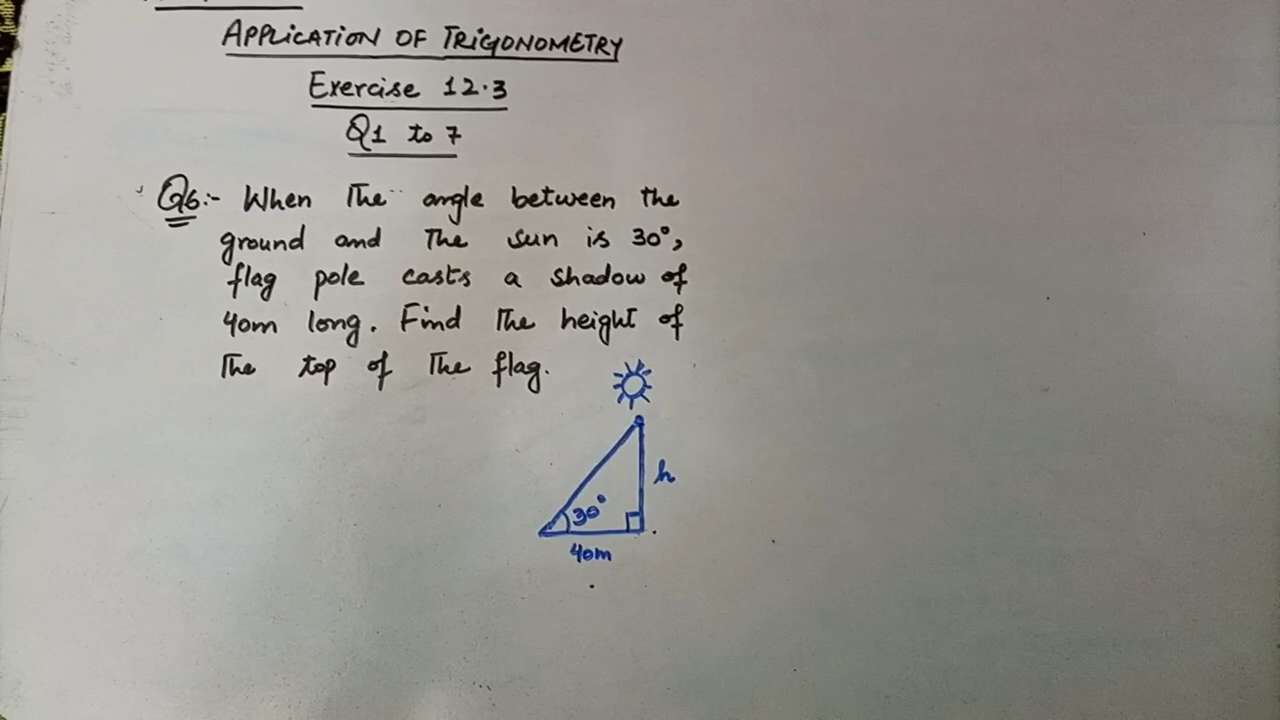 APPLICATION OF TRIGONOMETRY
Exercise 12.3
Q1 to 7
Q6:- When The angle between the
ground and The sun is 30°,
flag pole casts a shadow of
40m long. Find The height of
The top of The flag.
h
30°
40m